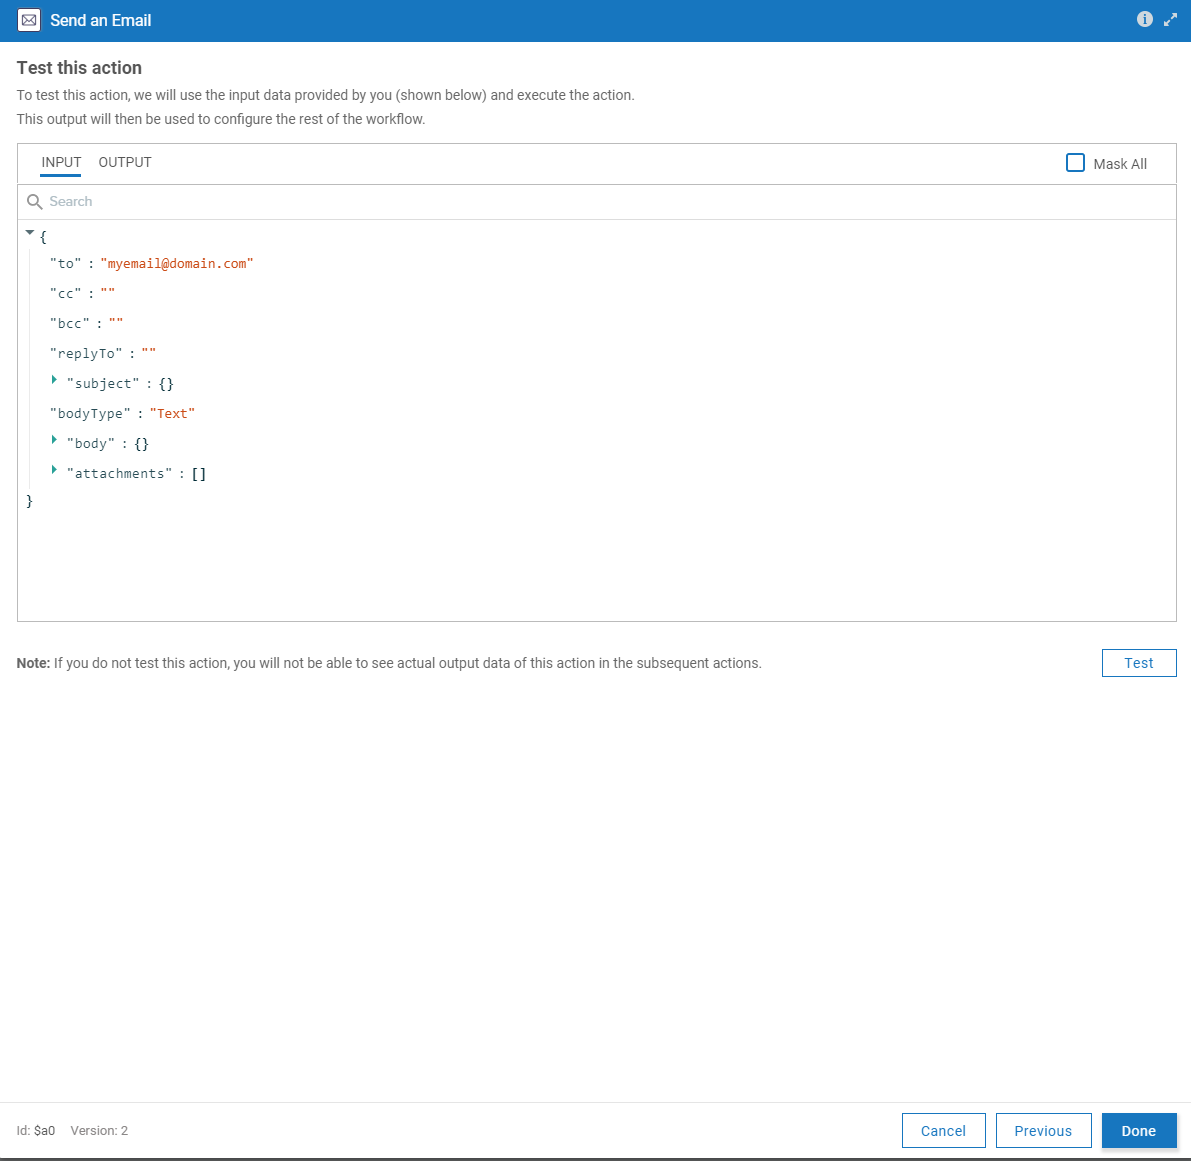 Send an Email
Test this action
To test this action, we will use the input data provided by you (shown below) and execute the action.
This output will then be used to configure the rest of the workflow.
INPUT OUTPUT Mask All
Search
{
"to" : "myemail@domain.com"
"cc" : ""
"bcc" : ""
"replyTo" : ""
"subject" : {}
"bodyType" : "Text"
"body" : {}
"attachments" : []
}
Note: If you do not test this action, you will not be able to see actual output data of this action in the subsequent actions. Test
Id: $a0 Version: 2 Cancel Previous Done